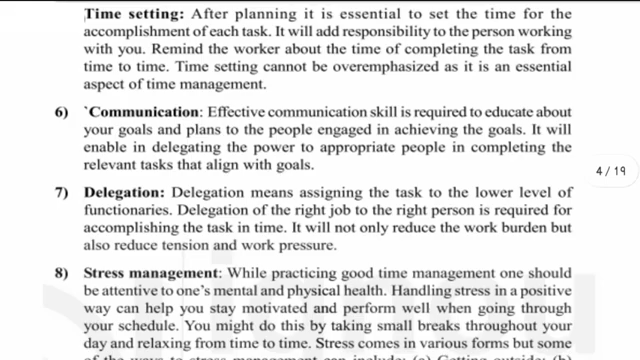 Time setting: After planning it is essential to set the time for the
accomplishment of each task. It will add responsibility to the person working
with you. Remind the worker about the time of completing the task from
time to time. Time setting cannot be overemphasized as it is an essential
aspect of time management.
6) `Communication: Effective communication skill is required to educate about
your goals and plans to the people engaged in achieving the goals. It will
enable in delegating the power to appropriate people in completing the
relevant tasks that align with goals.
4 / 19
7) Delegation: Delegation means assigning the task to the lower level of
functionaries. Delegation of the right job to the right person is required for
accomplishing the task in time. It will not only reduce the work burden but
also reduce tension and work pressure.
8) Stress management: While practicing good time management one should
be attentive to one's mental and physical health. Handling stress in a positive
way can help you stay motivated and perform well when going through
your schedule. You might do this by taking small breaks throughout your
day and relaxing from time to time. Stress comes in various forms but some
of the ways to stress management can include: (a) Getting outside; (b)